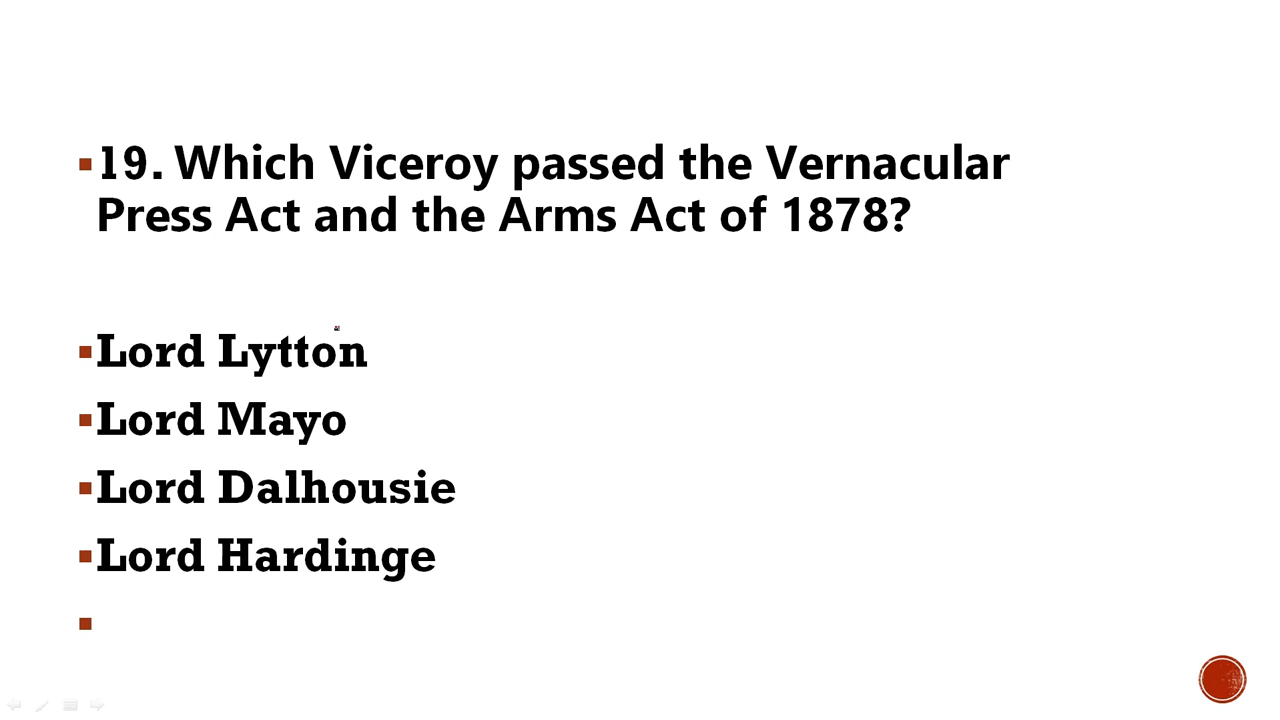 19. Which Viceroy passed the Vernacular
Press Act and the Arms Act of 1878?
Lord Lytton
Lord Mayo
Lord Dalhousie
Lord Hardinge